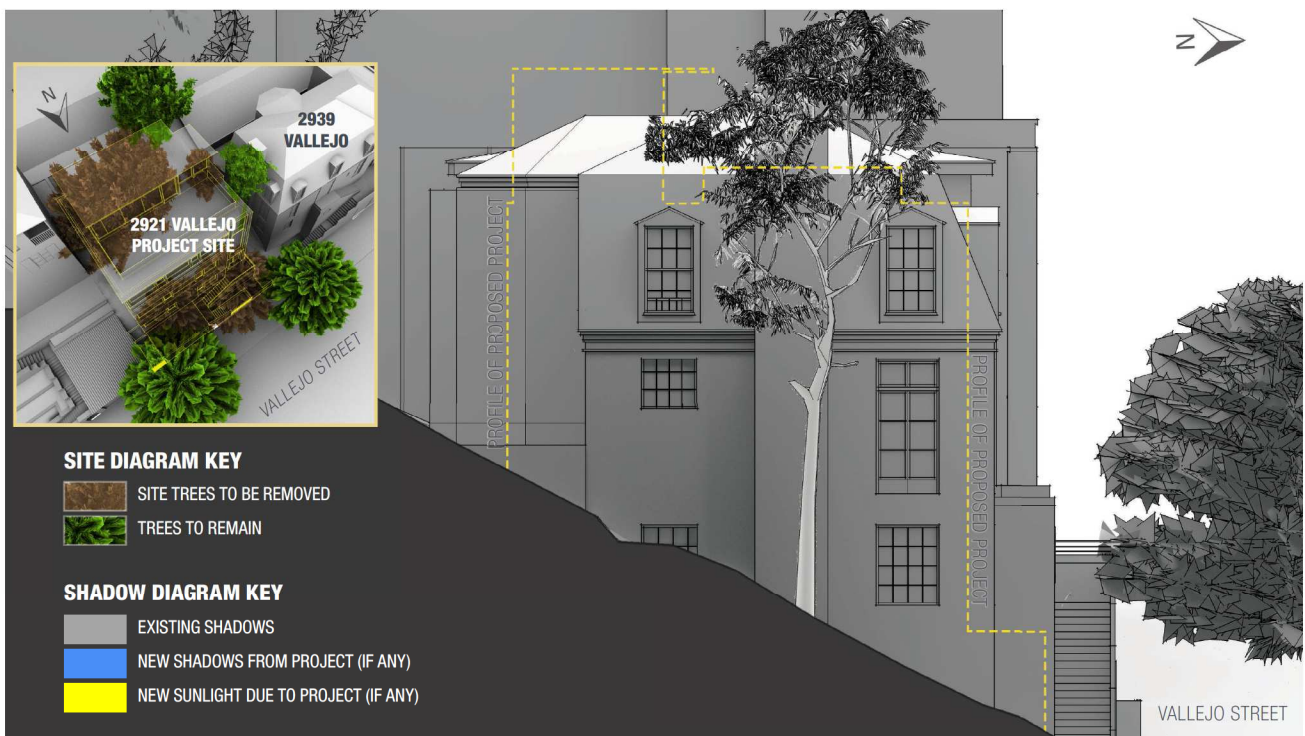 N
N
2939
VALLEJO
2921 VALLEJO
PROJECT SITE
VALLEJO STREET
PROFILE OF PROPOSED PROJECT
PROFILE OF PROPOSED PROJECT
SITE DIAGRAM KEY
SITE TREES TO BE REMOVED
TREES TO REMAIN
SHADOW DIAGRAM KEY
EXISTING SHADOWS
NEW SHADOWS FROM PROJECT (IF ANY)
NEW SUNLIGHT DUE TO PROJECT (IF ANY)
VALLEJO STREET